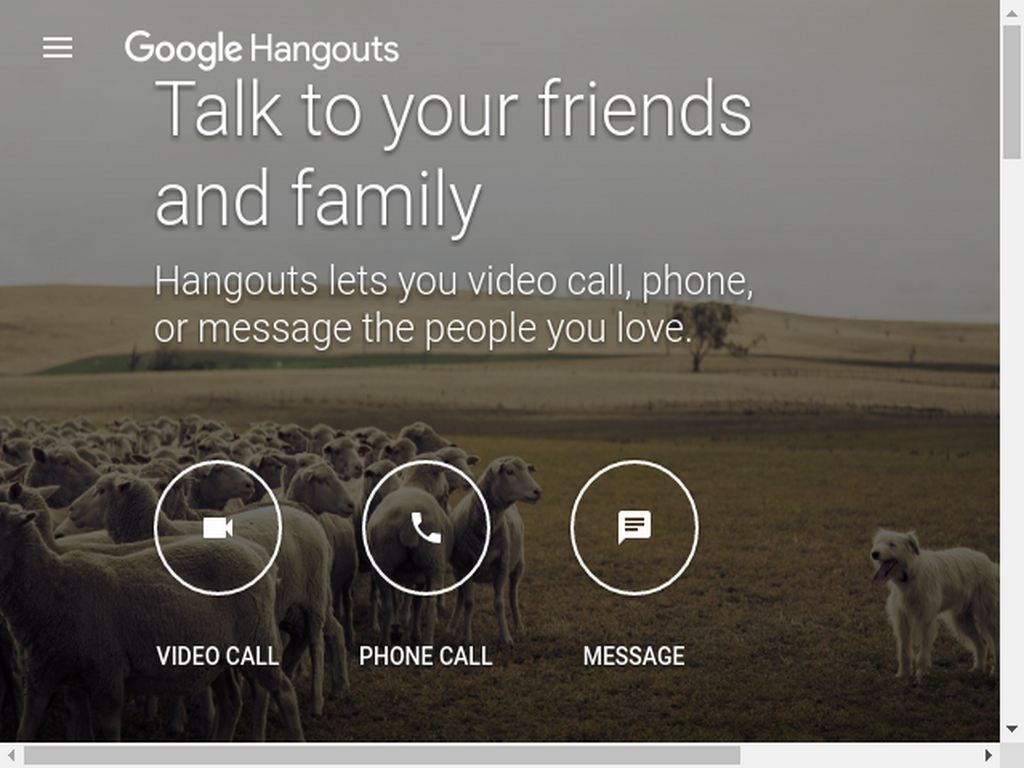 Google Hangouts
Talk to your friends
and family
Hangouts lets you video call, phone,
or message the people you love.
VIDEO CALL
PHONE CALL
MESSAGE